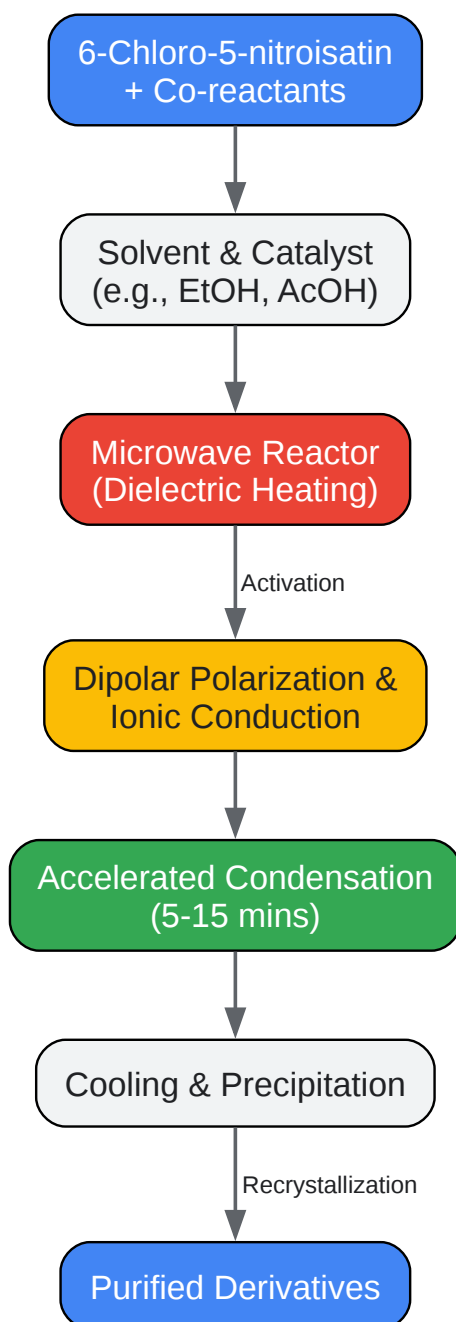 6-Chloro-5-nitroisatin
+ Co-reactants
Solvent & Catalyst
(e.g., EtOH, AcOH)
Microwave Reactor
(Dielectric Heating)
Activation
Dipolar Polarization &
Ionic Conduction
Accelerated Condensation
(5-15 mins)
Cooling & Precipitation
Recrystallization
Purified Derivatives